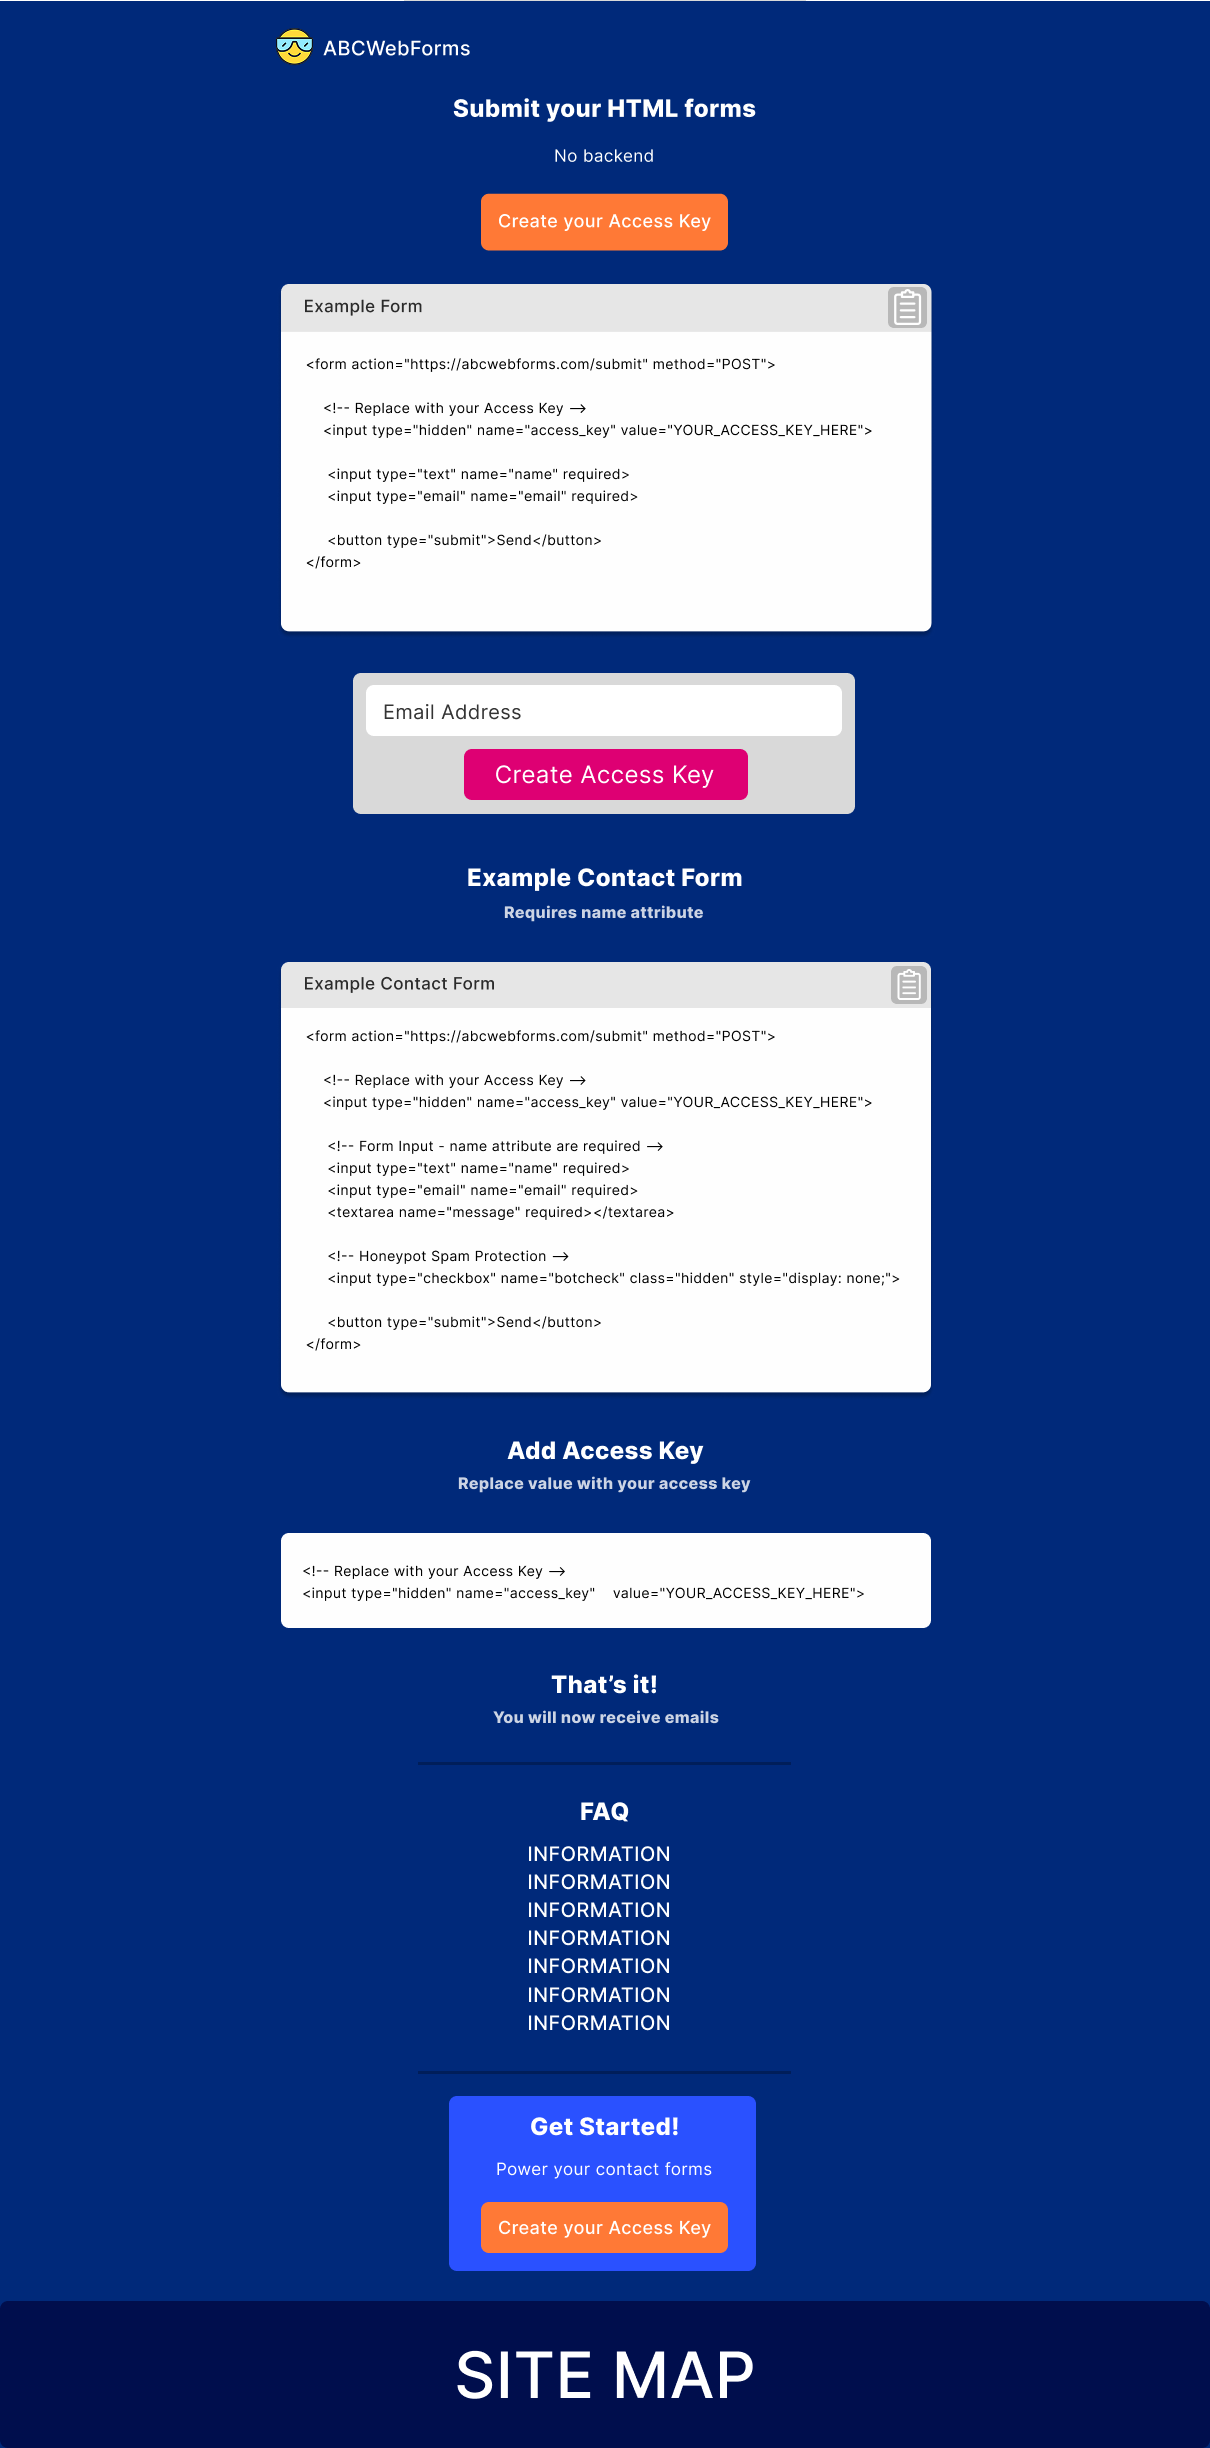 ABCWebForms
Submit your HTML forms
No backend
Create your Access Key
Example Form
<form action="https://abcwebforms.com/submit" method="POST">
<!-- Replace with your Access Key -->
<input type="hidden" name="access_key" value="YOUR_ACCESS_KEY_HERE">
<input type="text" name="name" required>
<input type="email" name="email" required>
<button type="submit">Send</button>
</form>
Email Address
Create Access Key
Example Contact Form
Requires name attribute
Example Contact Form
<form action="https://abcwebforms.com/submit" method="POST">
<!-- Replace with your Access Key -->
<input type="hidden" name="access_key" value="YOUR_ACCESS_KEY_HERE">
<!-- Form Input - name attribute are required -->
<input type="text" name="name" required>
<input type="email" name="email" required>
<textarea name="message" required></textarea>
<!-- Honeypot Spam Protection -->
<input type="checkbox" name="botcheck" class="hidden" style="display: none;">
<button type="submit">Send</button>
</form>
Add Access Key
Replace value with your access key
<!-- Replace with your Access Key -->
<input type="hidden" name="access_key" value="YOUR_ACCESS_KEY_HERE">
That’s it!
You will now receive emails
FAQ
INFORMATION
INFORMATION
INFORMATION
INFORMATION
INFORMATION
INFORMATION
INFORMATION
Get Started!
Power your contact forms
Create your Access Key
SITE MAP